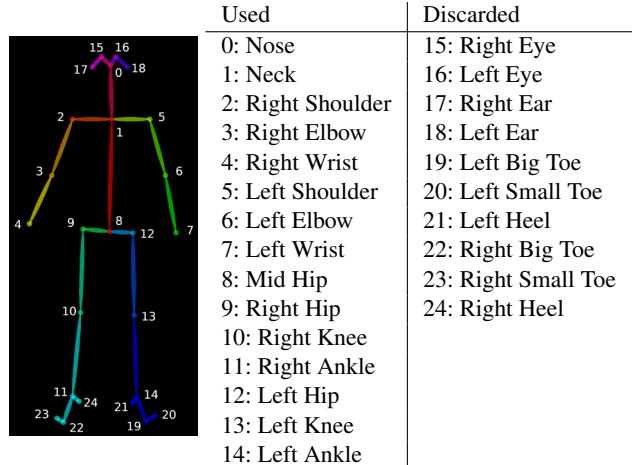 Used Discarded
0: Nose 15: Right Eye
1: Neck 16: Left Eye
2: Right Shoulder 17: Right Ear
3: Right Elbow 18: Left Ear
4: Right Wrist 19: Left Big Toe
5: Left Shoulder 20: Left Small Toe
6: Left Elbow 21: Left Heel
7: Left Wrist 22: Right Big Toe
8: Mid Hip 23: Right Small Toe
9: Right Hip 24: Right Heel
10: Right Knee
11: Right Ankle
12: Left Hip
13: Left Knee
14: Left Ankle
15 16
17 0 18
2 5
1
3 6
4 7
9 8 12
10 13
11 14
24 21
23 20
22 19